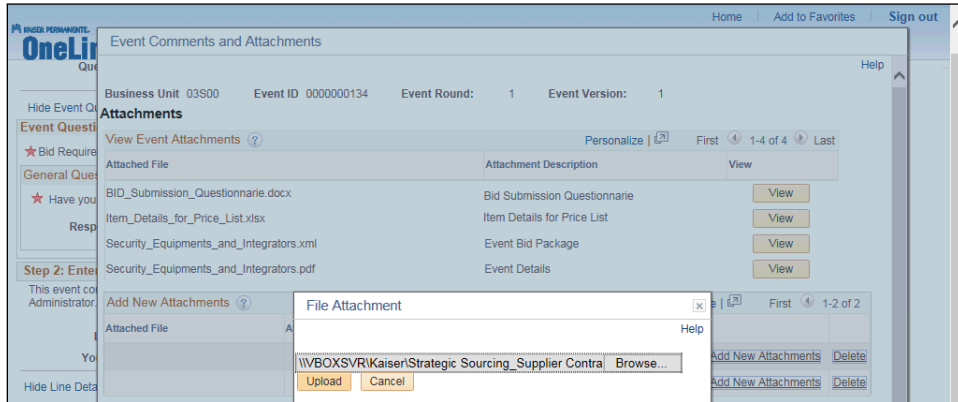 Home Add to Favorites Sign out
KAISER PERMANENTE.
OneLi
Event Comments and Attachments
Que
Help
Business Unit 03S00 Event ID 0000000134 Event Round: 1 Event Version: 1
Hide Event Qu
Attachments
Event Questi
View Event Attachments ? Personalize | First 1-4 of 4 Last
Bid Require
Attached File Attachment Description View
General Ques
BID_Submission_Questionnarie.docx Bid Submission Questionnarie View
Have you
Item_Details_for_Price_List.xlsx Item Details for Price List View
Resp
Security_Equipments_and_Integrators.xml Event Bid Package View
Step 2: Enter
Security_Equipments_and_Integrators.pdf Event Details View
This event co
Administrator.
Add New Attachments ? File Attachment x | First 1-2 of 2
Attached File A Help
Yo
\\VBOXSVR\Kaiser\Strategic Sourcing_Supplier Contra Browse... Add New Attachments Delete
Hide Line Deta
Upload Cancel Add New Attachments Delete